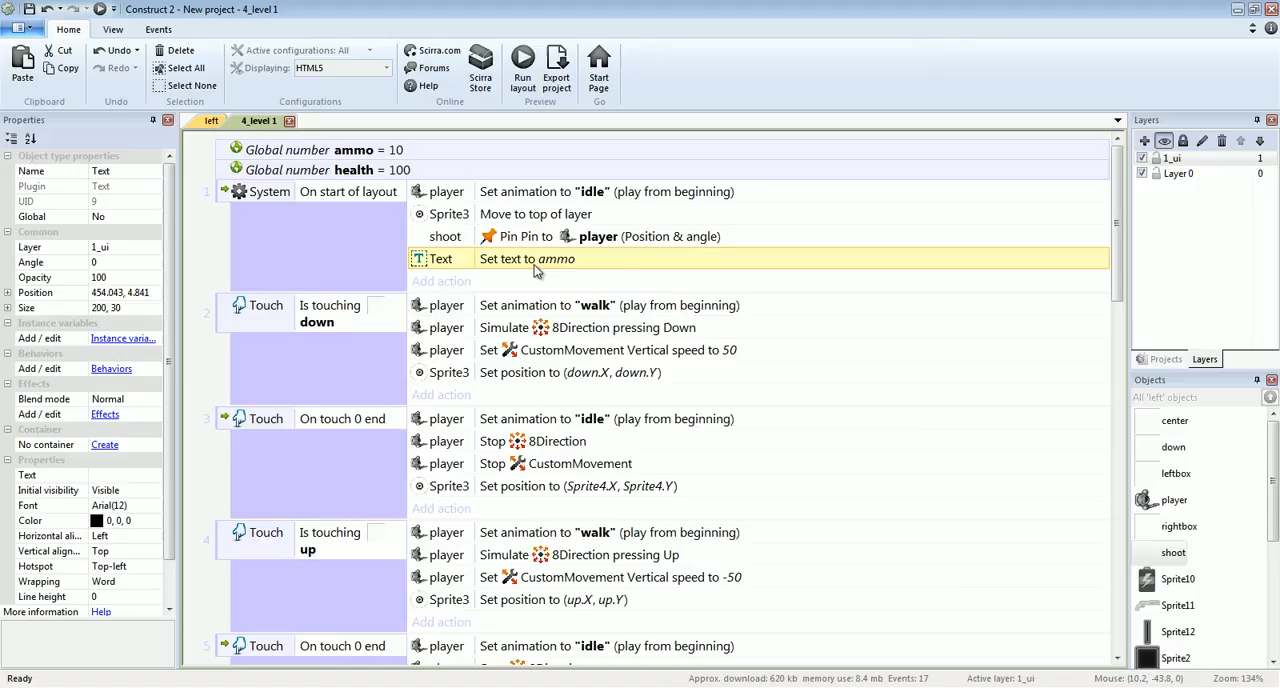 Construct 2 - New project - 4_level 1
Home View Events
Paste Cut Copy
Undo Redo
Delete Select All Select None
Active configurations: All
Displaying: HTML5
Scirra.com Forums Help
Scirra Store
Run layout Export project
Start Page
Clipboard Undo Selection Configurations Online Preview Go
Properties
left 4_level 1
Object type properties
Name Text
Plugin Text
UID 9
Global No
Common
Layer 1_ui
Angle 0
Opacity 100
Position 454.043, 4.841
Size 200, 30
Instance variables
Add / edit Instance varia...
Behaviors
Add / edit Behaviors
Effects
Blend mode Normal
Add / edit Effects
Container
No container Create
Properties
Text
Initial visibility Visible
Font Arial(12)
Color 0, 0, 0
Horizontal ali... Left
Vertical align... Top
Hotspot Top-left
Wrapping Word
Line height 0
More information Help
Global number ammo = 10
Global number health = 100
1 System On start of layout player Set animation to "idle" (play from beginning)
Sprite3 Move to top of layer
shoot Pin Pin to player (Position & angle)
T Text Set text to ammo
Add action
2 Touch Is touching down player Set animation to "walk" (play from beginning)
player Simulate 8Direction pressing Down
player Set CustomMovement Vertical speed to 50
Sprite3 Set position to (down.X, down.Y)
Add action
3 Touch On touch 0 end player Set animation to "idle" (play from beginning)
player Stop 8Direction
player Stop CustomMovement
Sprite3 Set position to (Sprite4.X, Sprite4.Y)
Add action
4 Touch Is touching up player Set animation to "walk" (play from beginning)
player Simulate 8Direction pressing Up
player Set CustomMovement Vertical speed to -50
Sprite3 Set position to (up.X, up.Y)
Add action
5 Touch On touch 0 end player Set animation to "idle" (play from beginning)
Layers
1_ui 1
Layer 0 0
Projects Layers
Objects
All 'left' objects
center
down
leftbox
player
rightbox
shoot
Sprite10
Sprite11
Sprite12
Sprite2
Ready
Approx. download: 620 kb memory use: 8.4 mb Events: 17 Active layer: 1_ui Mouse: (10.2, -43.8, 0) Zoom: 134%